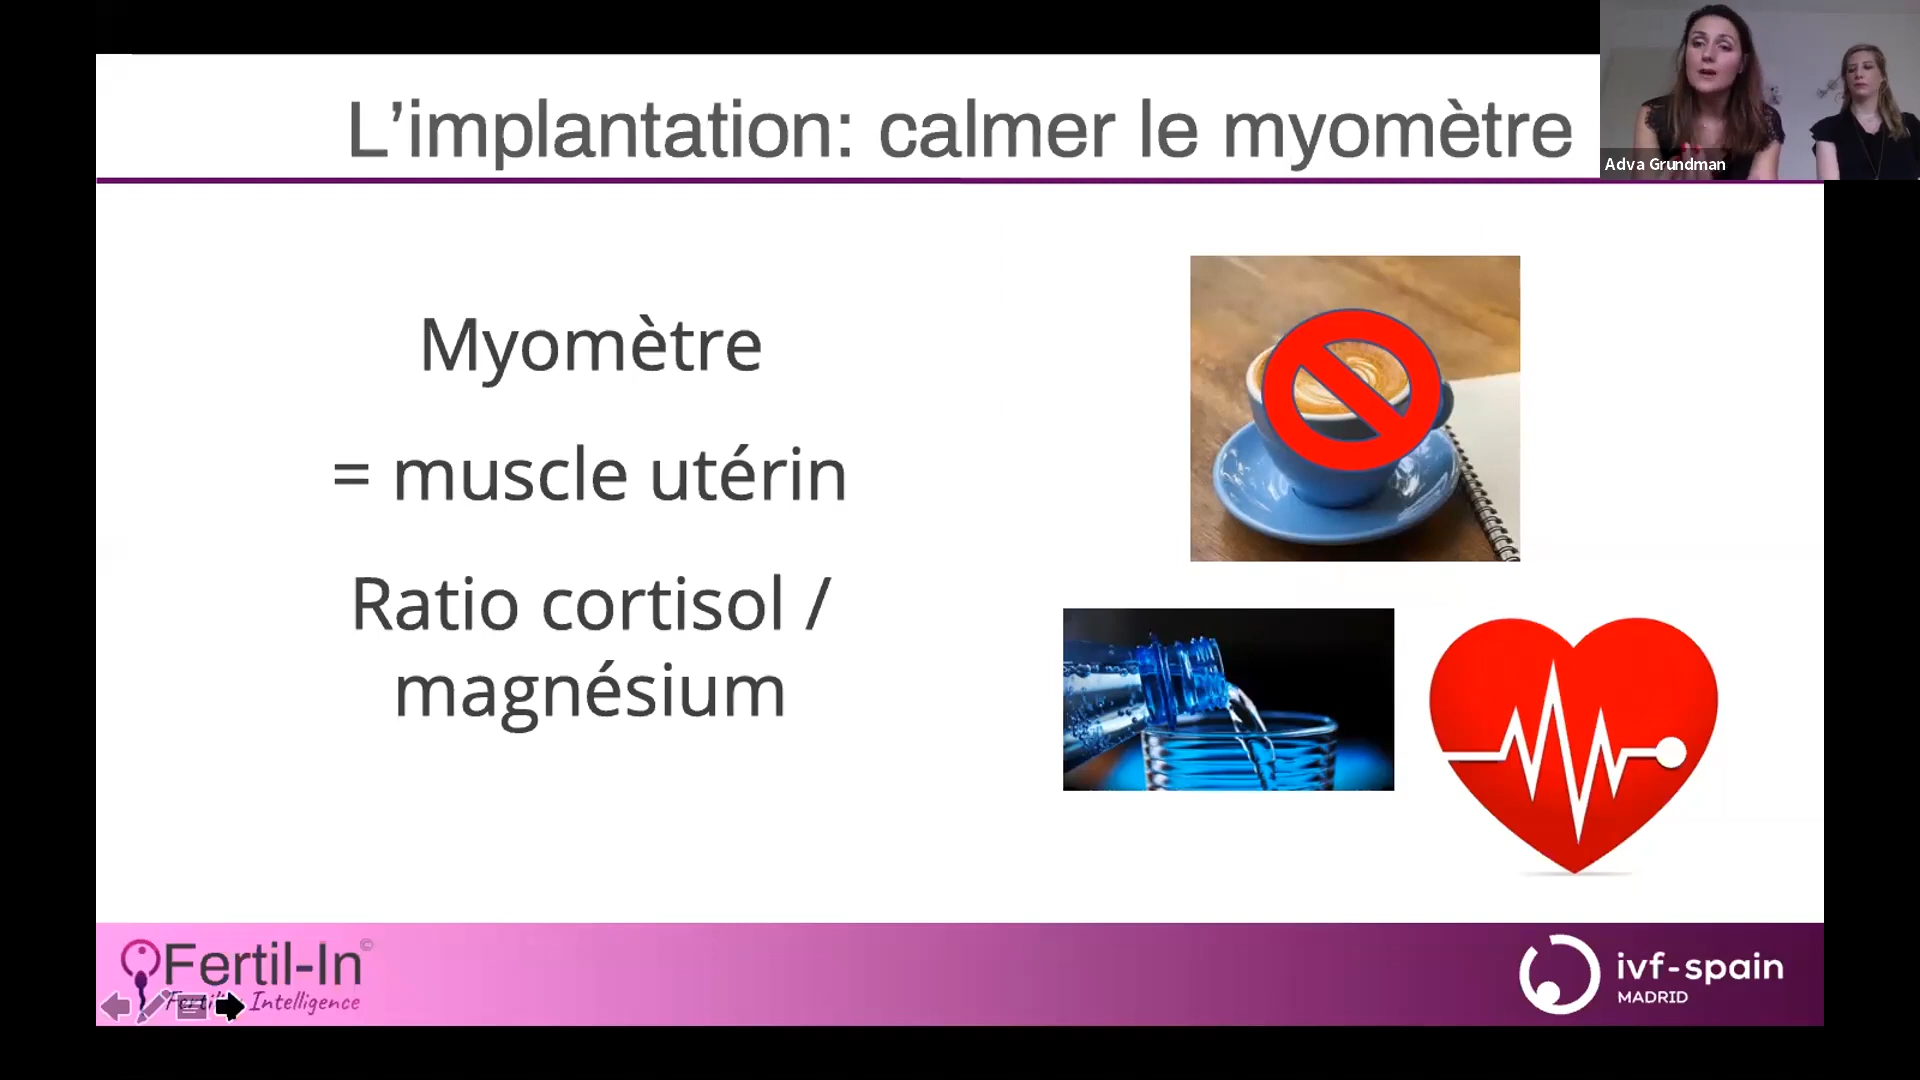 L'implantation: calmer le myomètre
Adva Grundman
Myomètre
= muscle utérin
Ratio cortisol /
magnésium
Fertil-In©
Intelligence
ivf-spain
MADRID